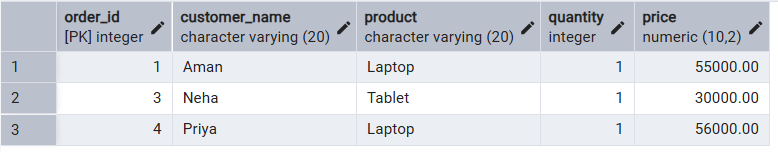 order_id customer_name product quantity price
[PK] integer character varying (20) character varying (20) integer numeric (10,2)
1 1 Aman Laptop 1 55000.00
2 3 Neha Tablet 1 30000.00
3 4 Priya Laptop 1 56000.00